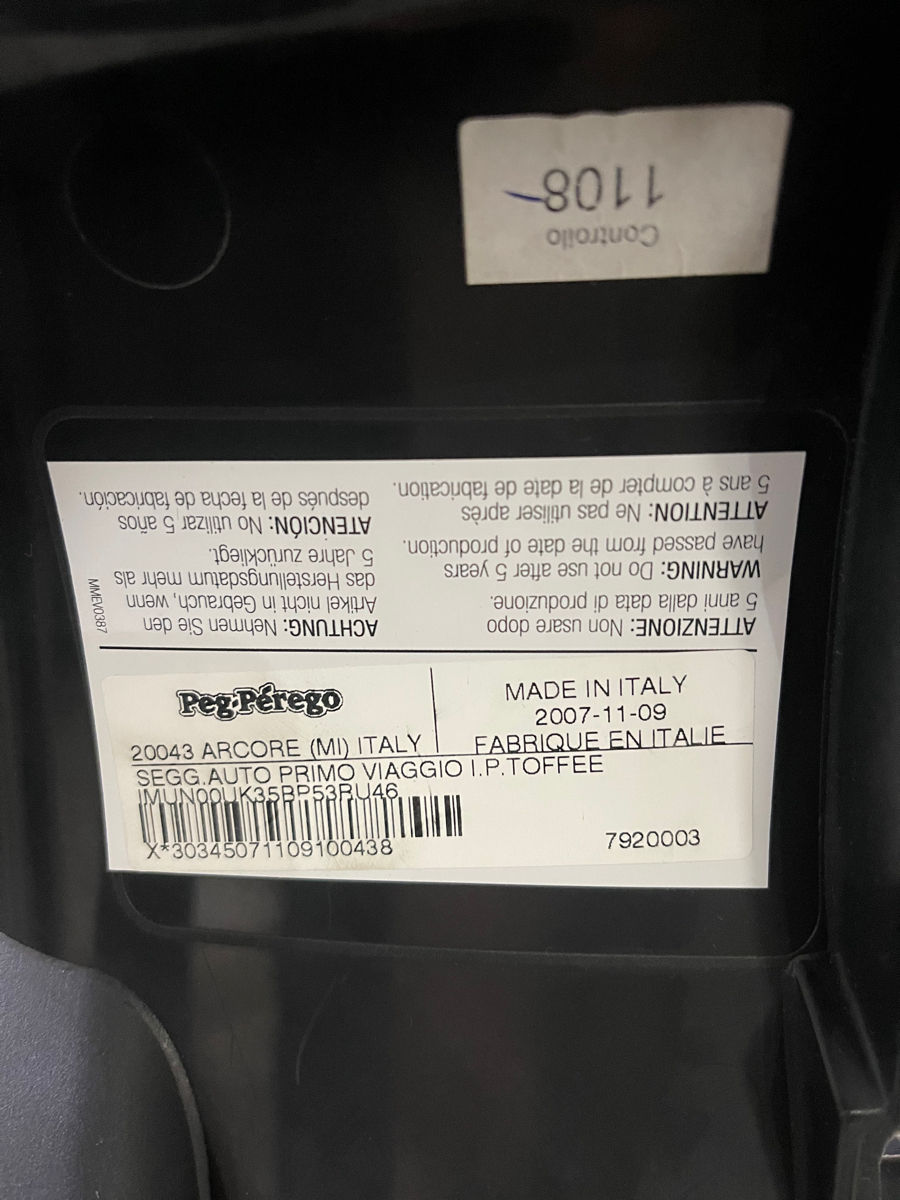 Controllo
1108
ATTENZIONE: Non usare dopo
5 anni dalla data di produzione.
WARNING: Do not use after 5 years
have passed from the date of production.
ATTENTION: Ne pas utiliser après
5 ans à compter de la date de fabrication.
ACHTUNG: Nehmen Sie den
Artikel nicht in Gebrauch, wenn
das Herstellungsdatum mehr als
5 Jahre zurückliegt.
ATENCIÓN: No utilizar 5 años
después de la fecha de fabricación.
MMEV0387
Peg-Pérego
20043 ARCORE (MI) ITALY
MADE IN ITALY
2007-11-09
FABRIQUE EN ITALIE
SEGG.AUTO PRIMO VIAGGIO I.P.TOFFEE
IMUN00UK35BP53RU46
X*30345071109100438
7920003